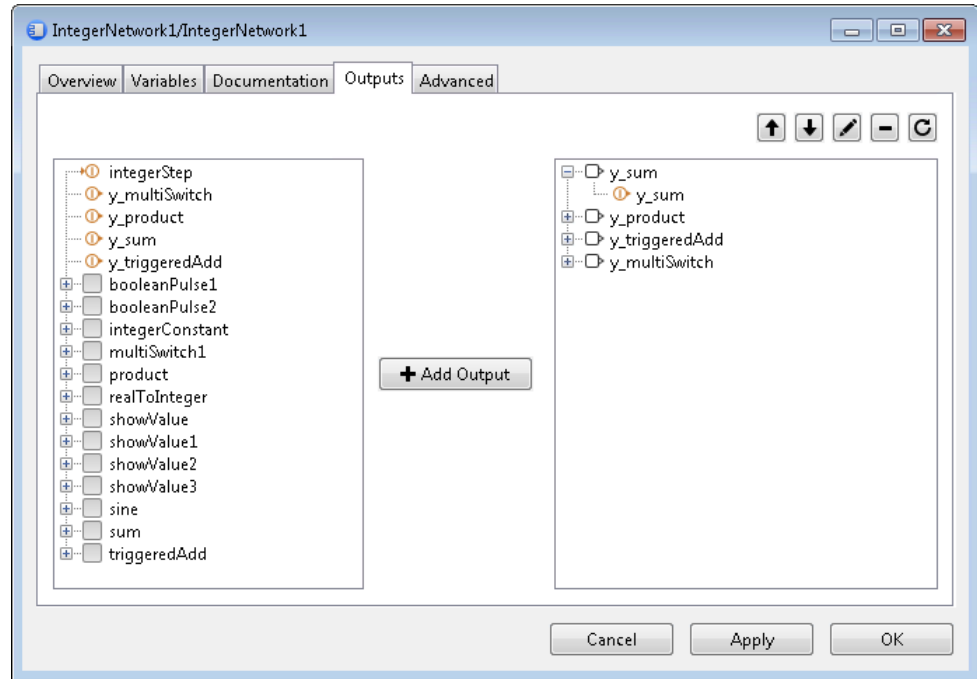 IntegerNetwork1/IntegerNetwork1
Overview Variables Documentation Outputs Advanced
integerStep
y_multiSwitch
y_product
y_sum
y_triggeredAdd
booleanPulse1
booleanPulse2
integerConstant
multiSwitch1
product
realToInteger
showValue
showValue1
showValue2
showValue3
sine
sum
triggeredAdd
Add Output
y_sum
y_sum
y_product
y_triggeredAdd
y_multiSwitch
Cancel Apply OK